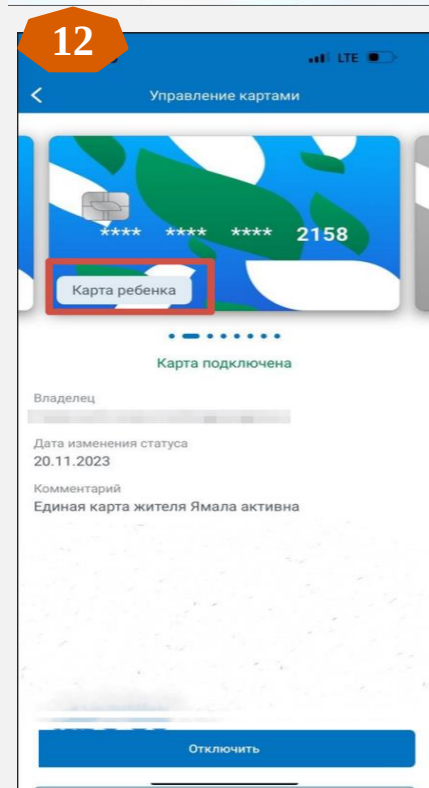 12
LTE
Управление картами
**** **** **** 2158
Карта ребенка
Карта подключена
Владелец
Дата изменения статуса
20.11.2023
Комментарий
Единая карта жителя Ямала активна
Отключить